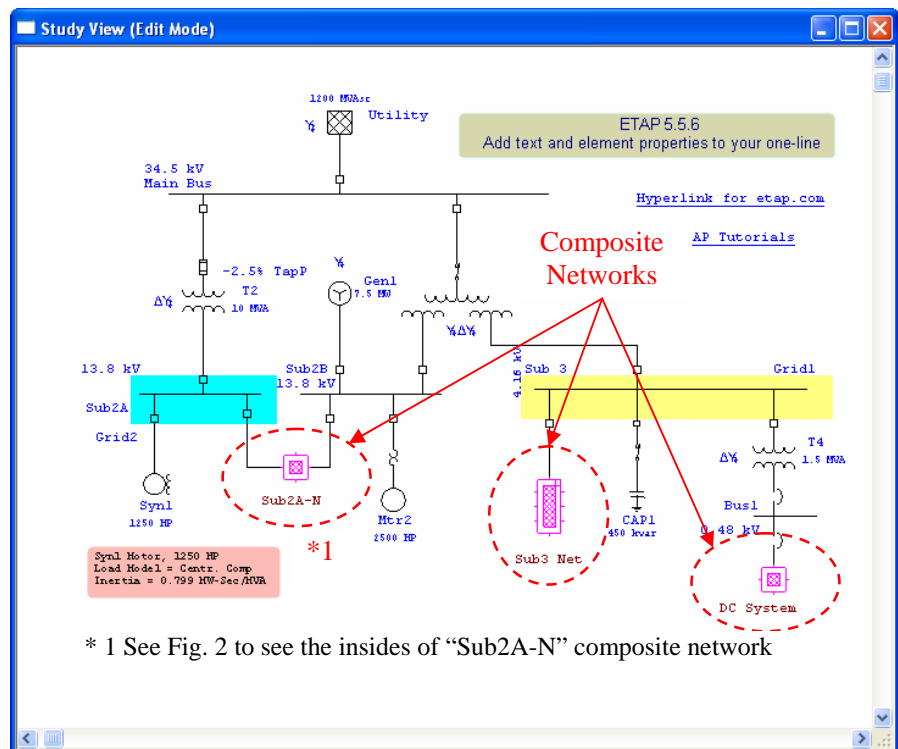 Study View (Edit Mode)
1200 MVAsc
Utility
ETAP 5.5.6
Add text and element properties to your one-line
34.5 kV
Main Bus
Hyperlink for etap.com
AP Tutorials
Composite
Networks
-2.5% TapP
T2
10 MVA
Gen1
7.5 MW
4.16 kV
13.8 kV
Sub2B
13.8 kV
Sub 3
Grid1
Sub2A
Grid2
T4
1.5 MVA
Sub2A-N
Syn1
1250 HP
Mtr2
2500 HP
CAP1
450 kvar
Bus1
0.48 kV
*1
Sub3 Net
Syn1 Motor, 1250 HP
Load Model = Centr. Comp
Inertia = 0.799 MW-Sec/MVA
DC System
* 1 See Fig. 2 to see the insides of “Sub2A-N” composite network